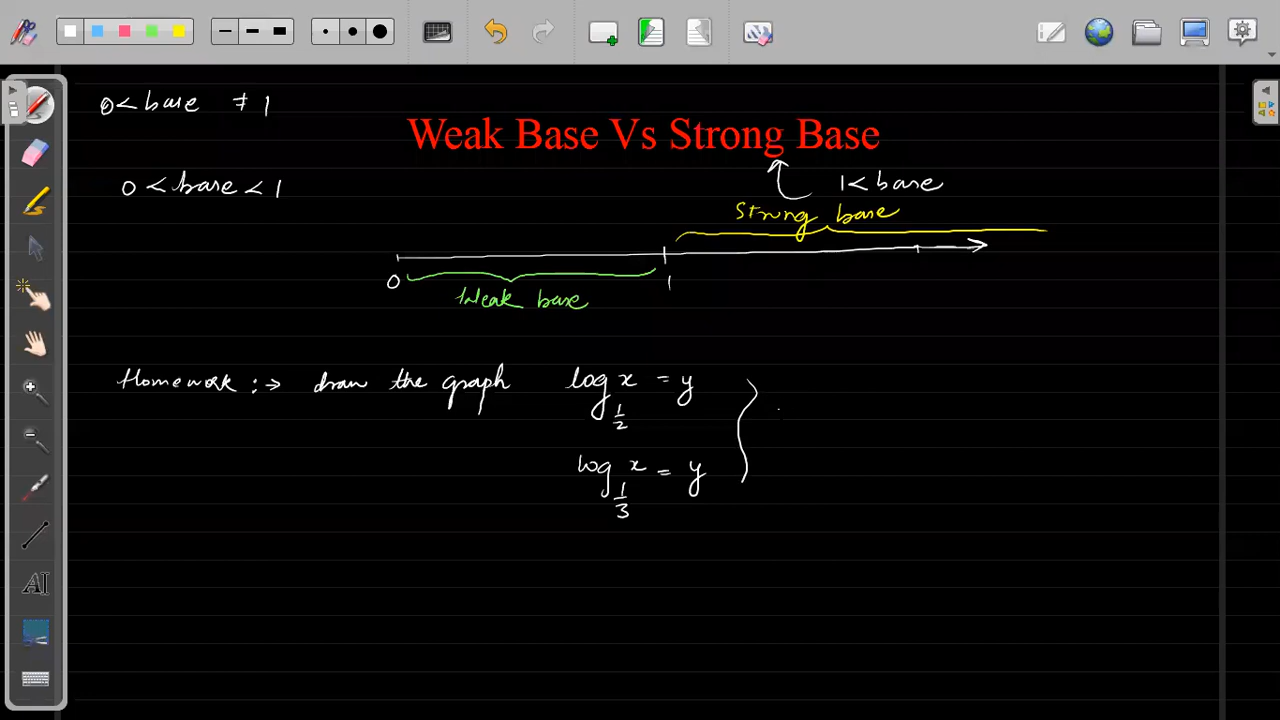 0 < base ≠ 1
Weak Base Vs Strong Base
0 < base < 1
1 < base
Strong base
0
1
Weak base
Homework :→ draw the graph log_{1/2} x = y
log_{1/3} x = y